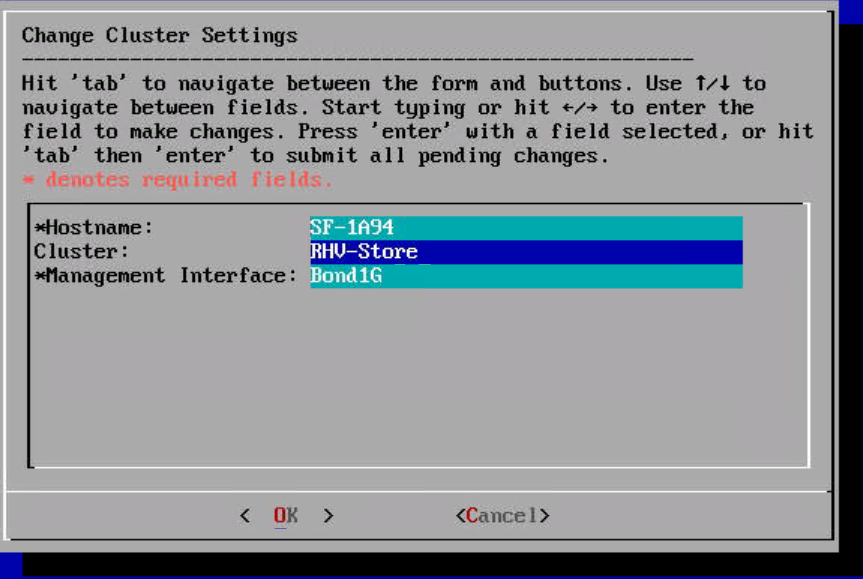 Change Cluster Settings
Hit 'tab' to navigate between the form and buttons. Use ↑/↓ to
navigate between fields. Start typing or hit ←/→ to enter the
field to make changes. Press 'enter' with a field selected, or hit
'tab' then 'enter' to submit all pending changes.
* denotes required fields.
*Hostname: SF-1A94
Cluster: RHV-Store
*Management Interface: Bond1G
< OK > <Cancel>